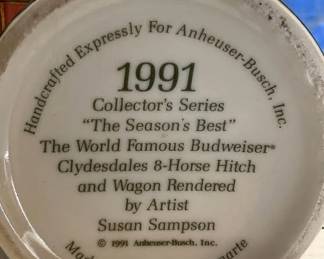 Handcrafted Expressly For Anheuser-Busch, Inc.
1991
Collector's Series
"The Season's Best"
The World Famous Budweiser®
Clydesdales 8-Horse Hitch
and Wagon Rendered
by Artist
Susan Sampson
© 1991 Anheuser-Busch, Inc.